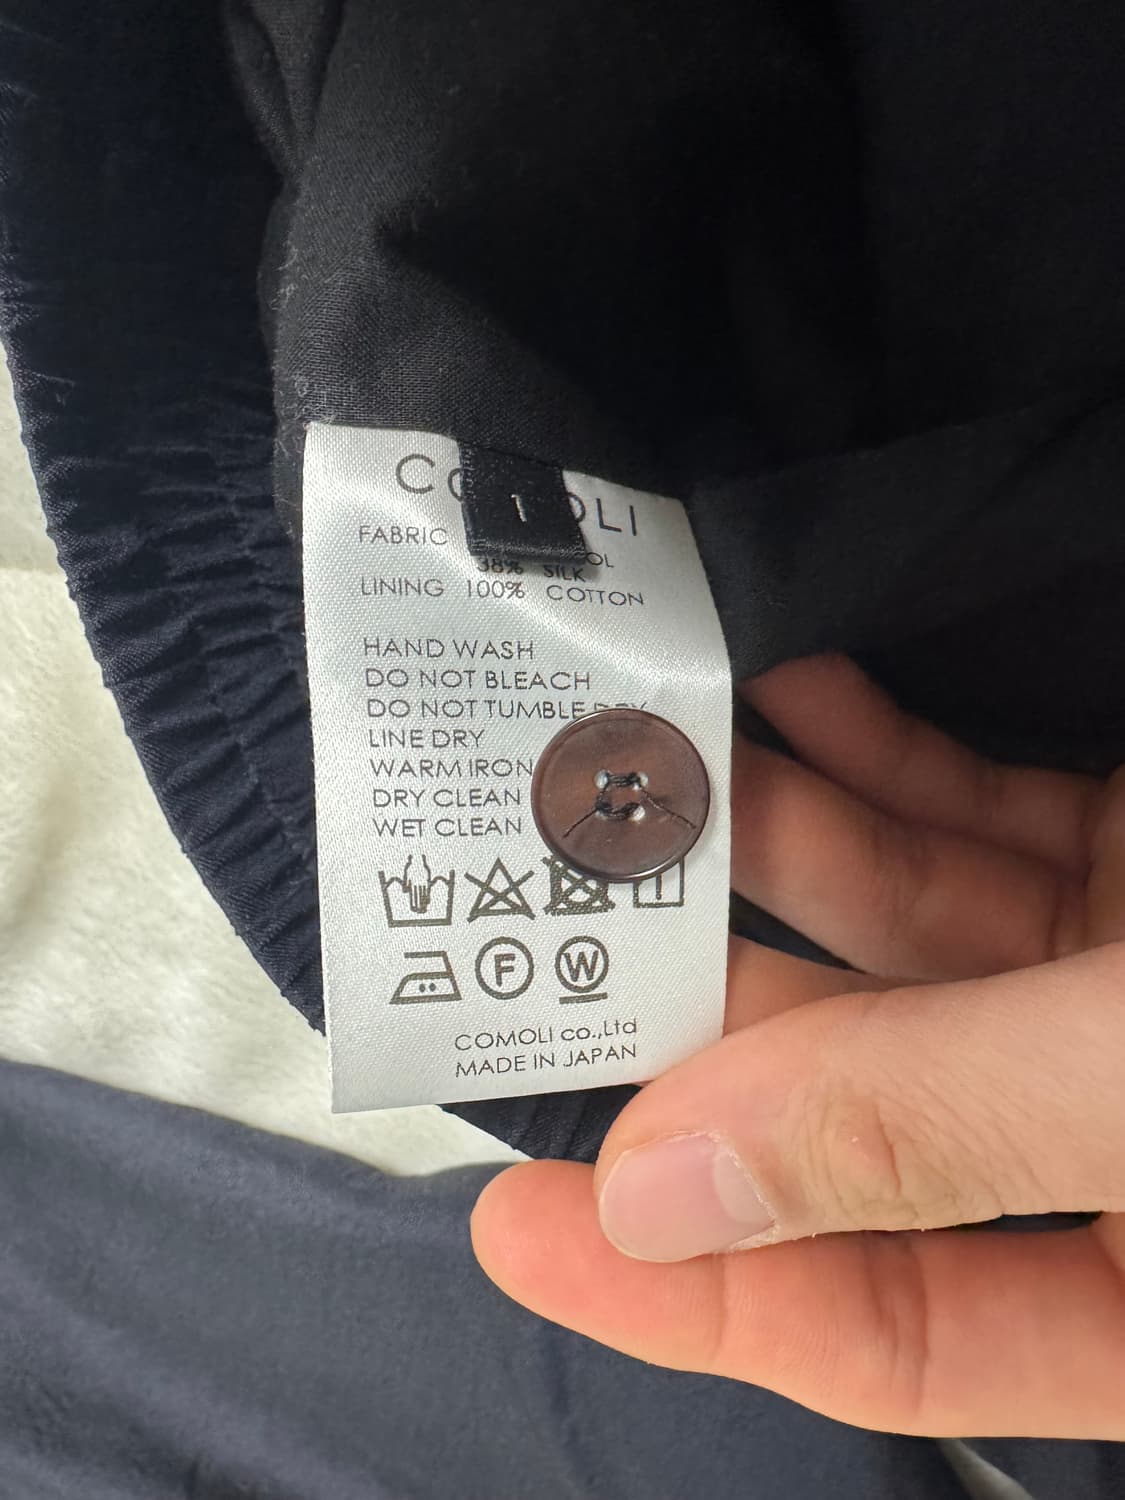 1
FABRIC
38% SILK
LINING 100% COTTON
HAND WASH
DO NOT BLEACH
DO NOT TUMBLE DRY
LINE DRY
WARM IRON
DRY CLEAN
WET CLEAN
F W
COMOLI co.,Ltd
MADE IN JAPAN